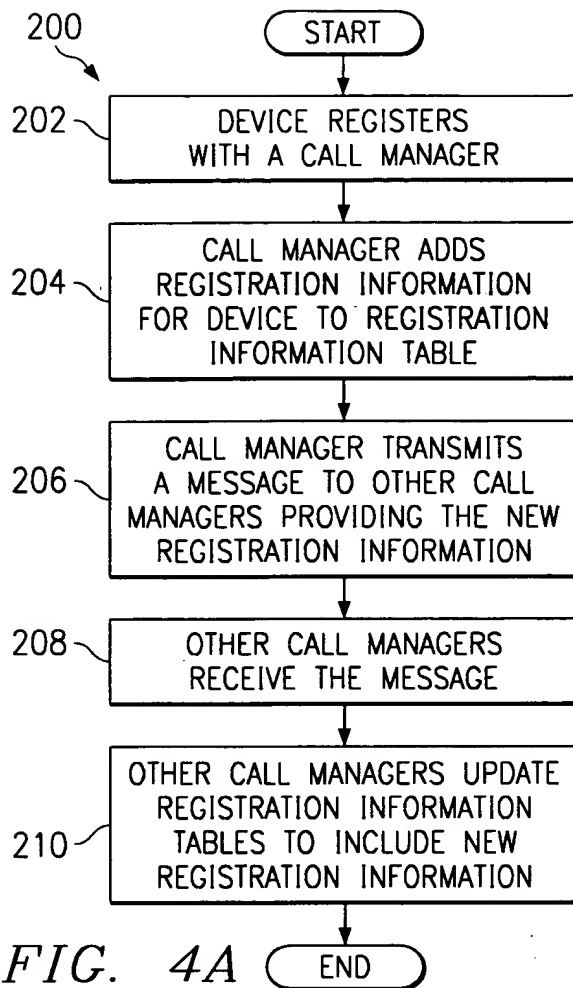 200
START
202
DEVICE REGISTERS
WITH A CALL MANAGER
204
CALL MANAGER ADDS
REGISTRATION INFORMATION
FOR DEVICE TO REGISTRATION
INFORMATION TABLE
206
CALL MANAGER TRANSMITS
A MESSAGE TO OTHER CALL
MANAGERS PROVIDING THE NEW
REGISTRATION INFORMATION
208
OTHER CALL MANAGERS
RECEIVE THE MESSAGE
210
OTHER CALL MANAGERS UPDATE
REGISTRATION INFORMATION
TABLES TO INCLUDE NEW
REGISTRATION INFORMATION
FIG. 4A
END